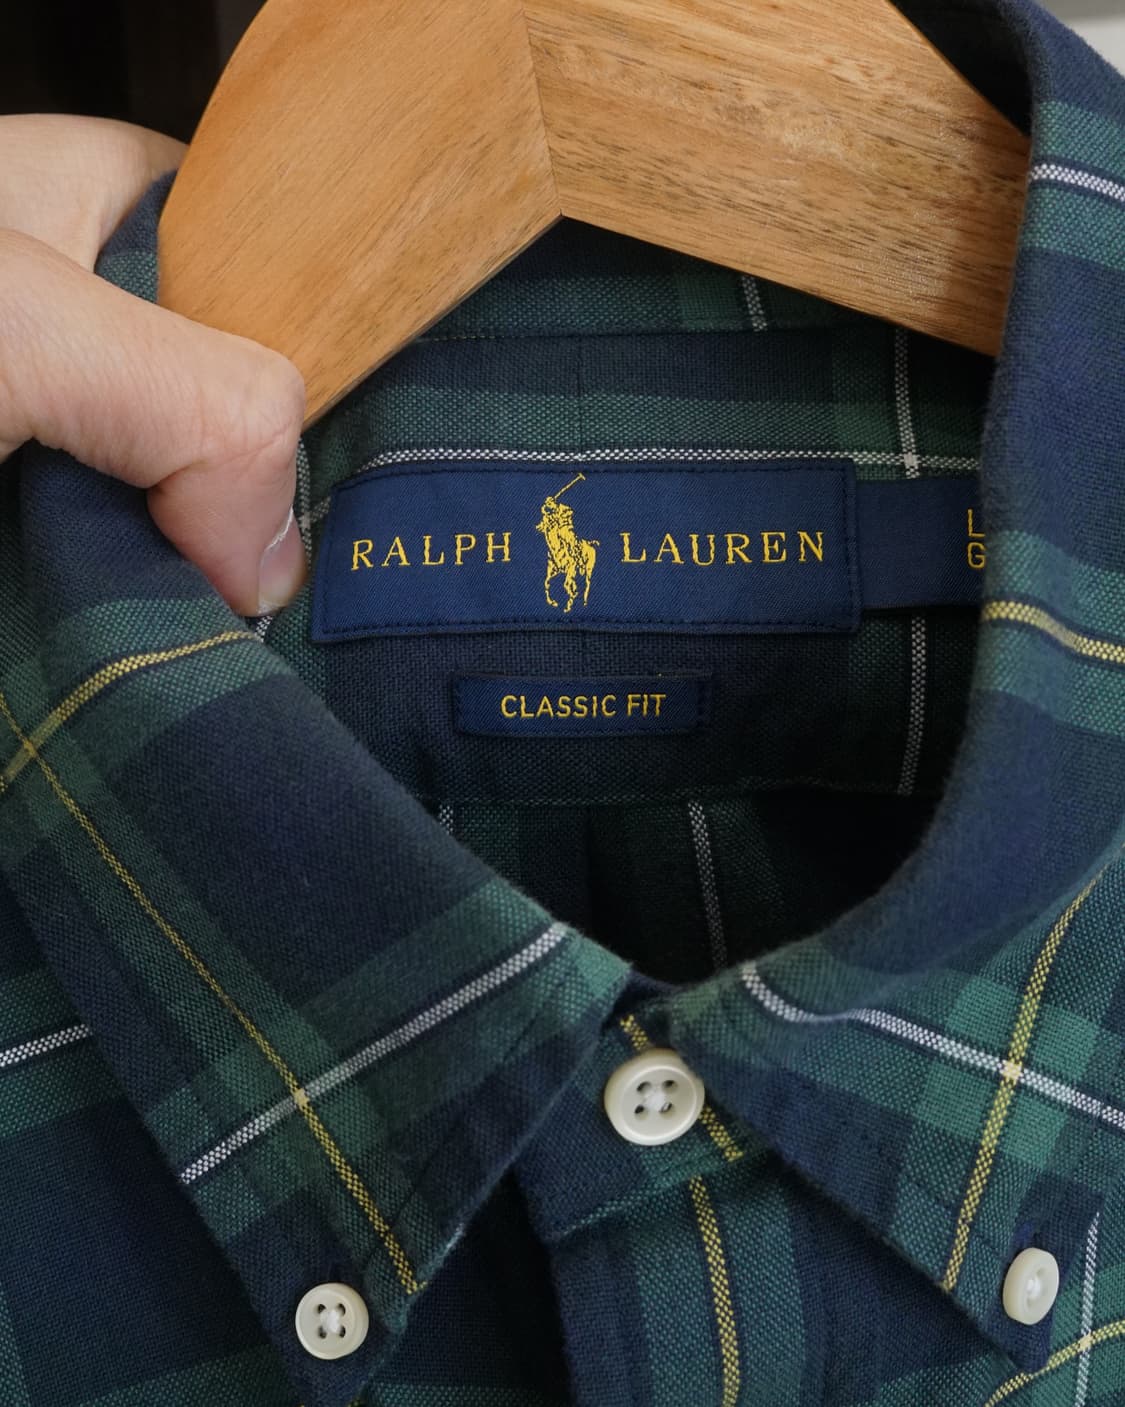 RALPH LAUREN
L
G
CLASSIC FIT